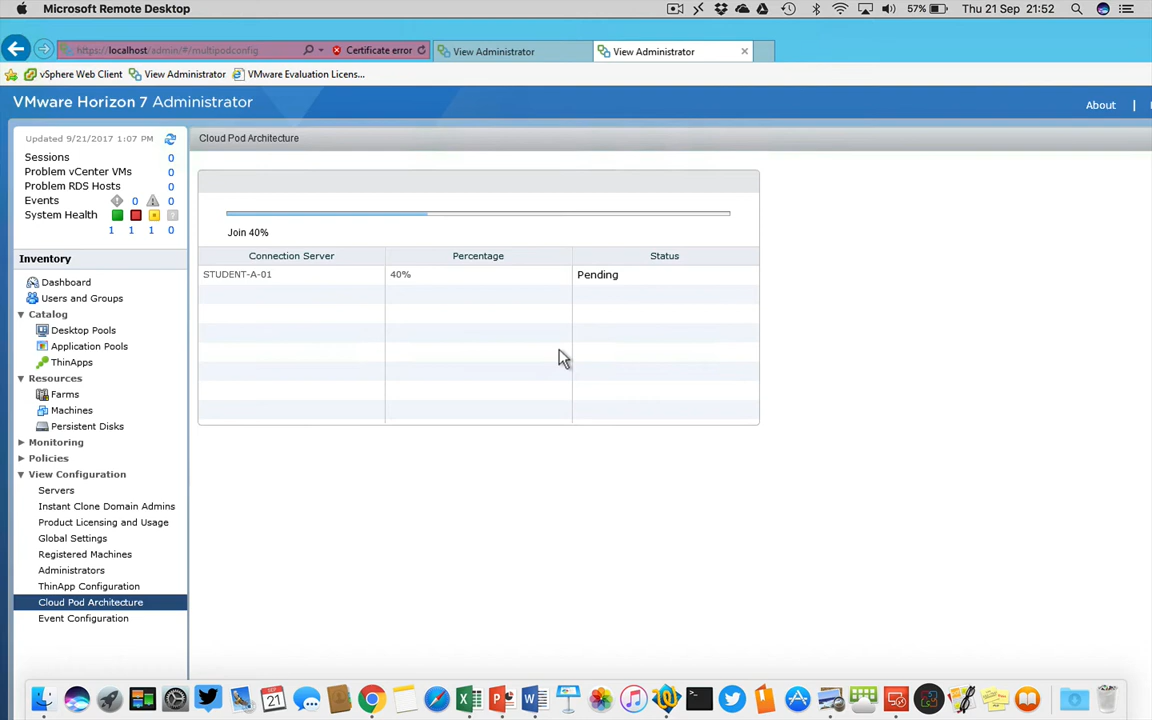 Microsoft Remote Desktop
57%
Thu 21 Sep 21:52
https://localhost/admin/#/multipodconfig
Certificate error
View Administrator
View Administrator
vSphere Web Client
View Administrator
VMware Evaluation Licens...
VMware Horizon 7 Administrator
About
Updated 9/21/2017 1:07 PM
Cloud Pod Architecture
Sessions 0
Problem vCenter VMs 0
Problem RDS Hosts 0
Events 0 0
System Health
1 1 1 0
Join 40%
Connection Server Percentage Status
STUDENT-A-01 40% Pending
Inventory
Dashboard
Users and Groups
Catalog
Desktop Pools
Application Pools
ThinApps
Resources
Farms
Machines
Persistent Disks
Monitoring
Policies
View Configuration
Servers
Instant Clone Domain Admins
Product Licensing and Usage
Global Settings
Registered Machines
Administrators
ThinApp Configuration
Cloud Pod Architecture
Event Configuration